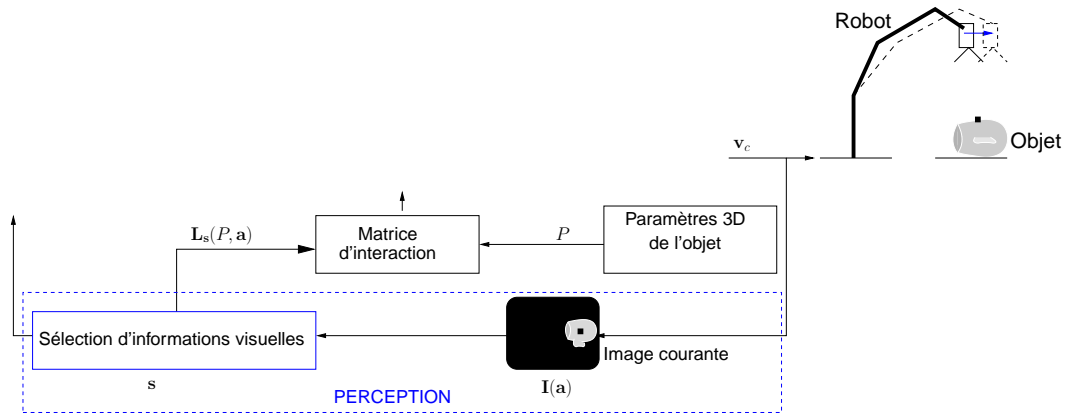 Robot
Objet
v_c
Paramètres 3D
de l'objet
L_s(P, a)
Matrice
d'interaction
P
Sélection d'informations visuelles
Image courante
s
I(a)
PERCEPTION